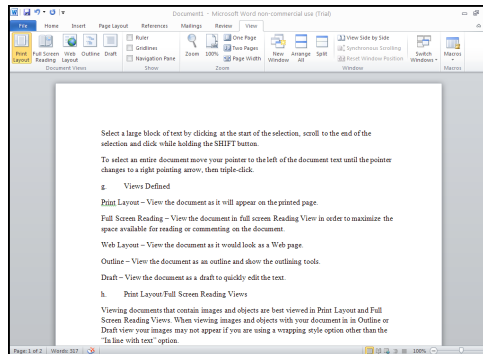 Document1 - Microsoft Word non-commercial use (Trial)
File Home Insert Page Layout References Mailings Review View
Print Layout Full Screen Reading Web Layout Outline Draft
Document Views
Ruler
Gridlines
Navigation Pane
Show
Zoom 100%
One Page
Two Pages
Page Width
Zoom
New Window Arrange All Split
View Side by Side
Synchronous Scrolling
Reset Window Position
Window
Switch Windows
Macros
Macros
Select a large block of text by clicking at the start of the selection, scroll to the end of the
selection and click while holding the SHIFT button.
To select an entire document move your pointer to the left of the document text until the pointer
changes to a right pointing arrow, then triple-click.
g. Views Defined
Print Layout – View the document as it will appear on the printed page.
Full Screen Reading – View the document in full screen Reading View in order to maximize the
space available for reading or commenting on the document.
Web Layout – View the document as it would look as a Web page.
Outline – View the document as an outline and show the outlining tools.
Draft – View the document as a draft to quickly edit the text.
h. Print Layout/Full Screen Reading Views
Viewing documents that contain images and objects are best viewed in Print Layout and Full
Screen Reading Views. When viewing images and objects with your document in in Outline or
Draft view your images may not appear if you are using a wrapping style option other than the
"In line with text" option.
Page: 1 of 2 Words: 317 100%